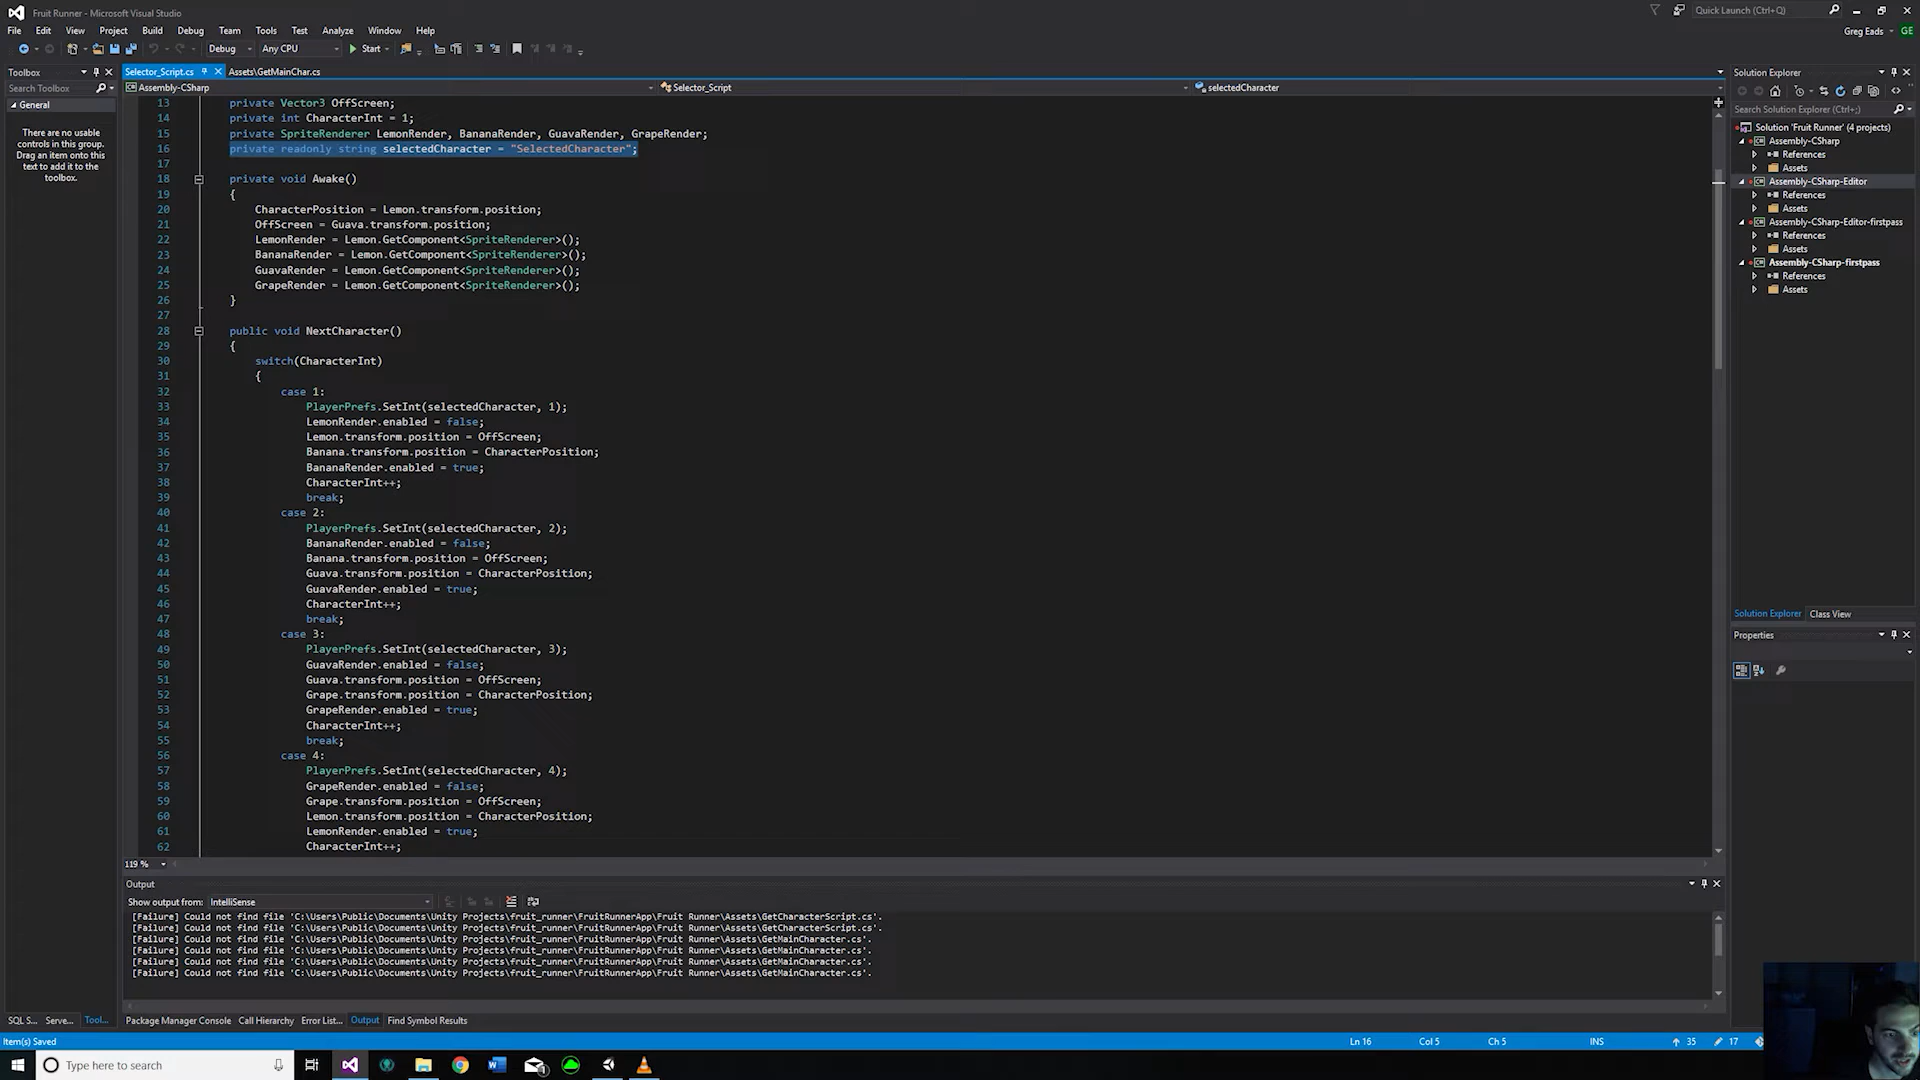 Fruit Runner - Microsoft Visual Studio
Quick Launch (Ctrl+Q)
File Edit View Project Build Debug Team Tools Test Analyze Window Help
Greg Eads GE
Debug Any CPU Start
Toolbox
Search Toolbox
General
There are no usable
controls in this group.
Drag an item onto this
text to add it to the
toolbox.
Selector_Script.cs Assets\GetMainChar.cs
Assembly-CSharp Selector_Script selectedCharacter
13 private Vector3 OffScreen;
14 private int CharacterInt = 1;
15 private SpriteRenderer LemonRender, BananaRender, GuavaRender, GrapeRender;
16 private readonly string selectedCharacter = "SelectedCharacter";
17
18 private void Awake()
19 {
20 CharacterPosition = Lemon.transform.position;
21 OffScreen = Guava.transform.position;
22 LemonRender = Lemon.GetComponent<SpriteRenderer>();
23 BananaRender = Lemon.GetComponent<SpriteRenderer>();
24 GuavaRender = Lemon.GetComponent<SpriteRenderer>();
25 GrapeRender = Lemon.GetComponent<SpriteRenderer>();
26 }
27
28 public void NextCharacter()
29 {
30 switch(CharacterInt)
31 {
32 case 1:
33 PlayerPrefs.SetInt(selectedCharacter, 1);
34 LemonRender.enabled = false;
35 Lemon.transform.position = OffScreen;
36 Banana.transform.position = CharacterPosition;
37 BananaRender.enabled = true;
38 CharacterInt++;
39 break;
40 case 2:
41 PlayerPrefs.SetInt(selectedCharacter, 2);
42 BananaRender.enabled = false;
43 Banana.transform.position = OffScreen;
44 Guava.transform.position = CharacterPosition;
45 GuavaRender.enabled = true;
46 CharacterInt++;
47 break;
48 case 3:
49 PlayerPrefs.SetInt(selectedCharacter, 3);
50 GuavaRender.enabled = false;
51 Guava.transform.position = OffScreen;
52 Grape.transform.position = CharacterPosition;
53 GrapeRender.enabled = true;
54 CharacterInt++;
55 break;
56 case 4:
57 PlayerPrefs.SetInt(selectedCharacter, 4);
58 GrapeRender.enabled = false;
59 Grape.transform.position = OffScreen;
60 Lemon.transform.position = CharacterPosition;
61 LemonRender.enabled = true;
62 CharacterInt++;
119 %
Solution Explorer
Search Solution Explorer (Ctrl+;)
Solution 'Fruit Runner' (4 projects)
Assembly-CSharp
References
Assets
Assembly-CSharp-Editor
References
Assets
Assembly-CSharp-Editor-firstpass
References
Assets
Assembly-CSharp-firstpass
References
Assets
Solution Explorer Class View
Properties
Output
Show output from: IntelliSense
[Failure] Could not find file 'C:\Users\Public\Documents\Unity Projects\fruit_runner\FruitRunnerApp\Fruit Runner\Assets\GetCharacterScript.cs'.
[Failure] Could not find file 'C:\Users\Public\Documents\Unity Projects\fruit_runner\FruitRunnerApp\Fruit Runner\Assets\GetCharacterScript.cs'.
[Failure] Could not find file 'C:\Users\Public\Documents\Unity Projects\fruit_runner\FruitRunnerApp\Fruit Runner\Assets\GetMainCharacter.cs'.
[Failure] Could not find file 'C:\Users\Public\Documents\Unity Projects\fruit_runner\FruitRunnerApp\Fruit Runner\Assets\GetMainCharacter.cs'.
[Failure] Could not find file 'C:\Users\Public\Documents\Unity Projects\fruit_runner\FruitRunnerApp\Fruit Runner\Assets\GetMainCharacter.cs'.
[Failure] Could not find file 'C:\Users\Public\Documents\Unity Projects\fruit_runner\FruitRunnerApp\Fruit Runner\Assets\GetMainCharacter.cs'.
SQL S... Serve... Tool... Package Manager Console Call Hierarchy Error List... Output Find Symbol Results
Item(s) Saved Ln 16 Col 5 Ch 5 INS 35 17
Type here to search